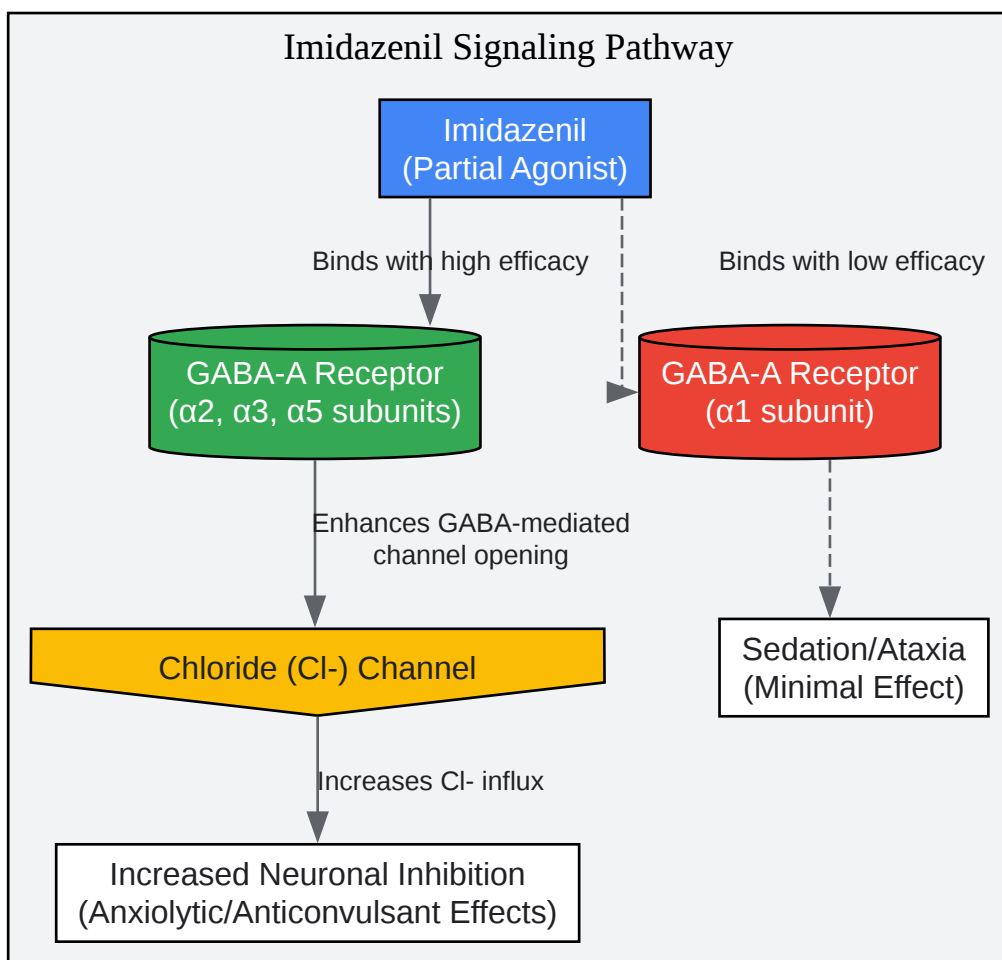 Imidazenil Signaling Pathway
Imidazenil
(Partial Agonist)
Binds with high efficacy
Binds with low efficacy
GABA-A Receptor
(α2, α3, α5 subunits)
GABA-A Receptor
(α1 subunit)
Enhances GABA-mediated
channel opening
Chloride (Cl-) Channel
Sedation/Ataxia
(Minimal Effect)
Increases Cl- influx
Increased Neuronal Inhibition
(Anxiolytic/Anticonvulsant Effects)